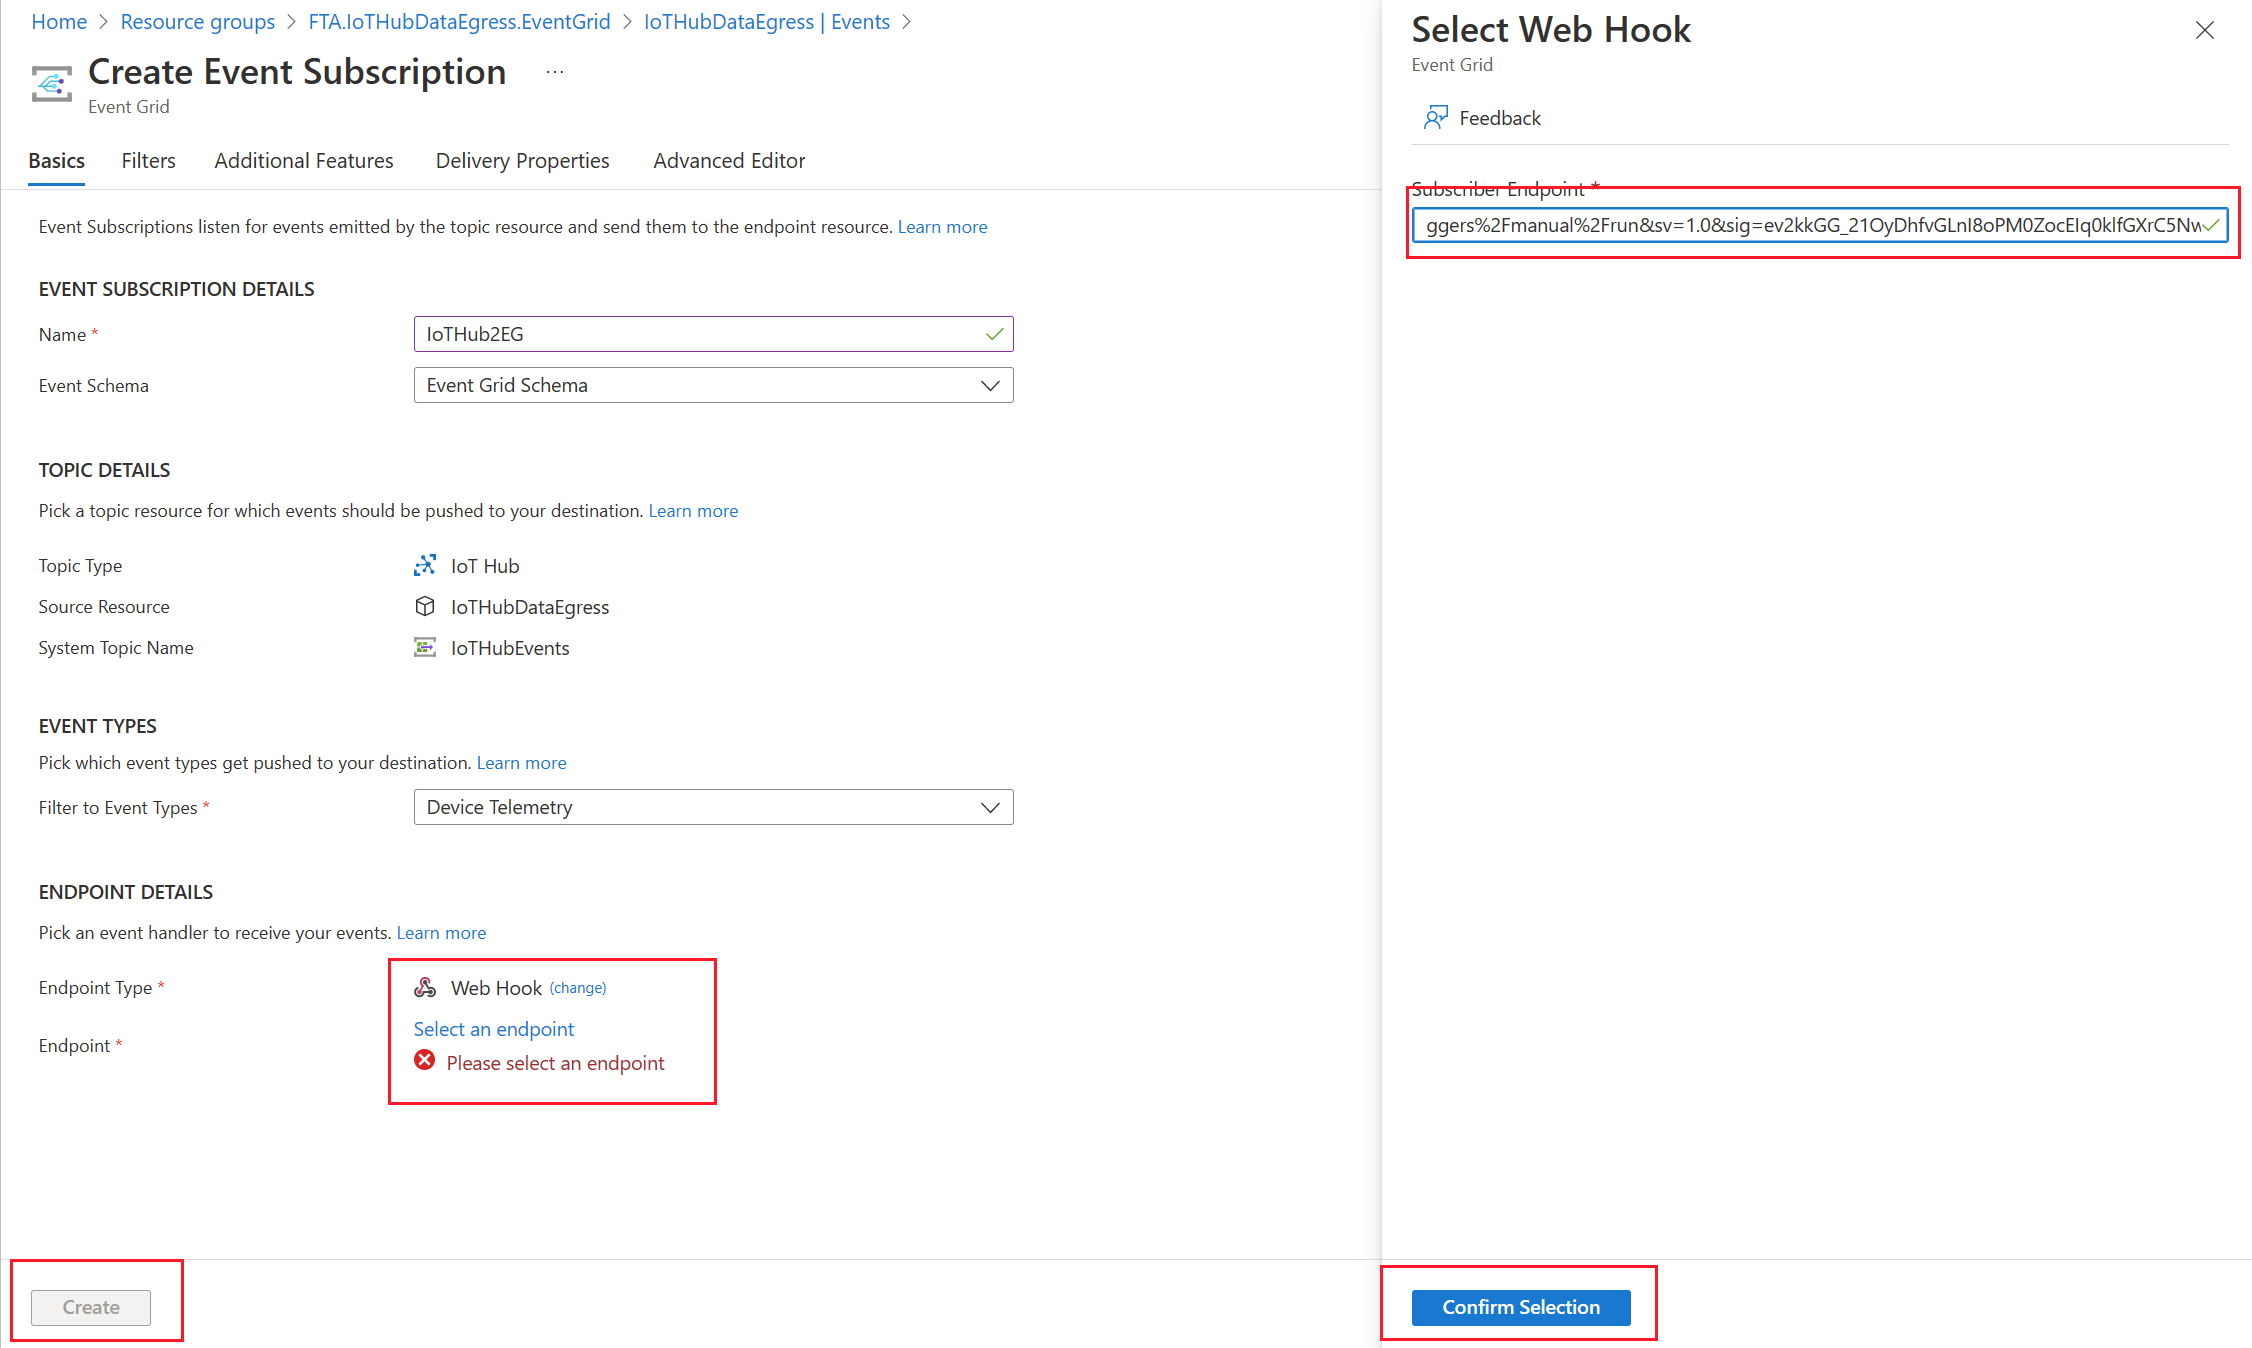 Home > Resource groups > FTA.IoTHubDataEgress.EventGrid > IoTHubDataEgress | Events >
Create Event Subscription ...
Event Grid
Basics Filters Additional Features Delivery Properties Advanced Editor
Event Subscriptions listen for events emitted by the topic resource and send them to the endpoint resource. Learn more
EVENT SUBSCRIPTION DETAILS
Name * IoTHub2EG
Event Schema Event Grid Schema
TOPIC DETAILS
Pick a topic resource for which events should be pushed to your destination. Learn more
Topic Type IoT Hub
Source Resource IoTHubDataEgress
System Topic Name IoTHubEvents
EVENT TYPES
Pick which event types get pushed to your destination. Learn more
Filter to Event Types * Device Telemetry
ENDPOINT DETAILS
Pick an event handler to receive your events. Learn more
Endpoint Type * Web Hook (change)
Select an endpoint
Endpoint *
Please select an endpoint
Create
Select Web Hook
Event Grid
Feedback
Subscriber Endpoint *
ggers%2Fmanual%2Frun&sv=1.0&sig=ev2kkGG_21OyDhfvGLnI8oPM0ZocEIq0klfGXrC5Nw
Confirm Selection